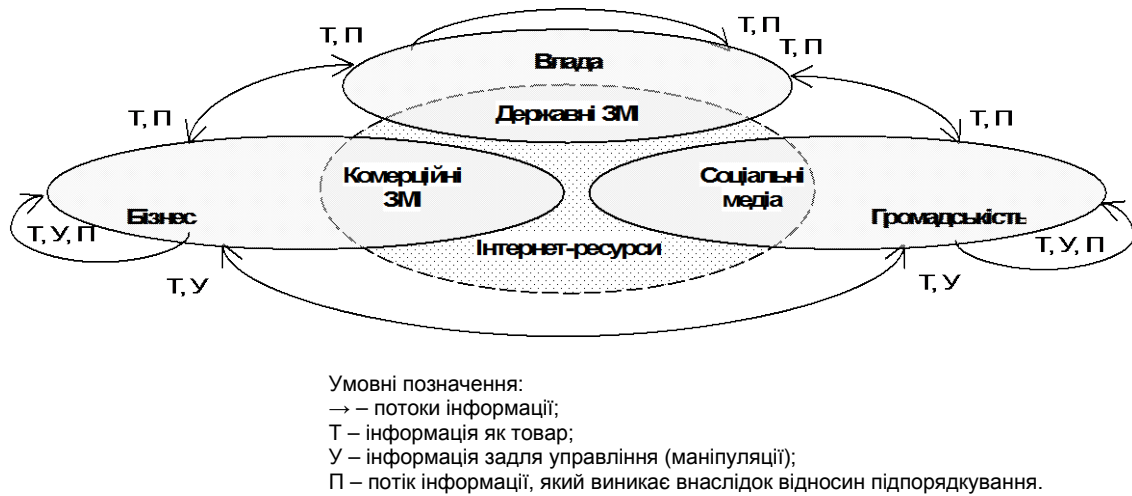 Т, П
Т, П
Т, П
Влада
Державні ЗМІ
Т, П
Т, П
Комерційні
ЗМІ
Соціальні
медіа
Бізнес
Громадськість
Т, У, П
Інтернет-ресурси
Т, У, П
Т, У
Т, У
Умовні позначення:
→ – потоки інформації;
Т – інформація як товар;
У – інформація задля управління (маніпуляції);
П – потік інформації, який виникає внаслідок відносин підпорядкування.